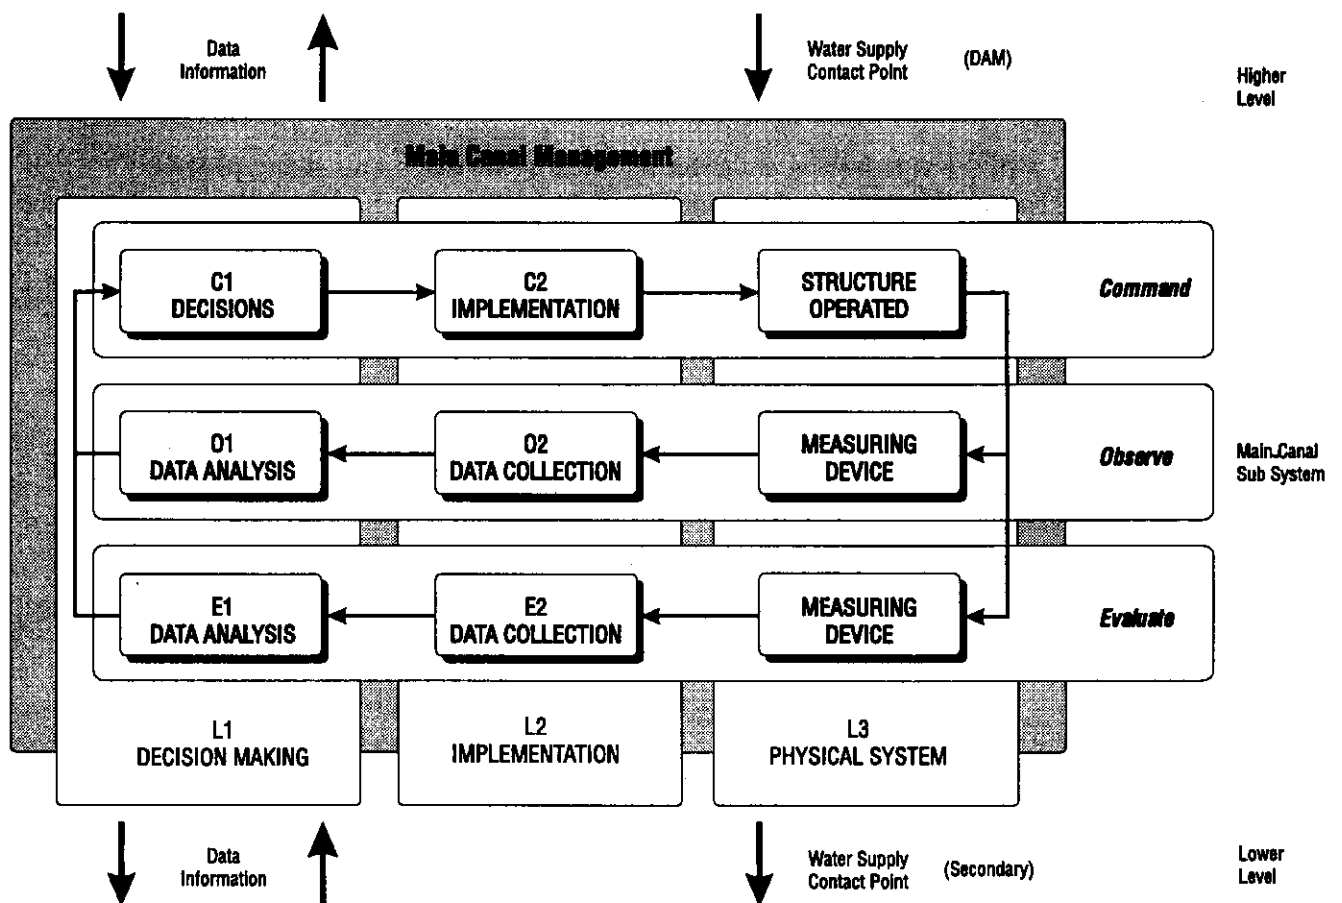 Data
Information
Water Supply
Contact Point
(DAM)
Higher
Level
Main Canal Management
C1
DECISIONS
C2
IMPLEMENTATION
STRUCTURE
OPERATED
Command
O1
DATA ANALYSIS
O2
DATA COLLECTION
MEASURING
DEVICE
Observe
Main Canal
Sub System
E1
DATA ANALYSIS
E2
DATA COLLECTION
MEASURING
DEVICE
Evaluate
L1
DECISION MAKING
L2
IMPLEMENTATION
L3
PHYSICAL SYSTEM
Data
Information
Water Supply
Contact Point
(Secondary)
Lower
Level